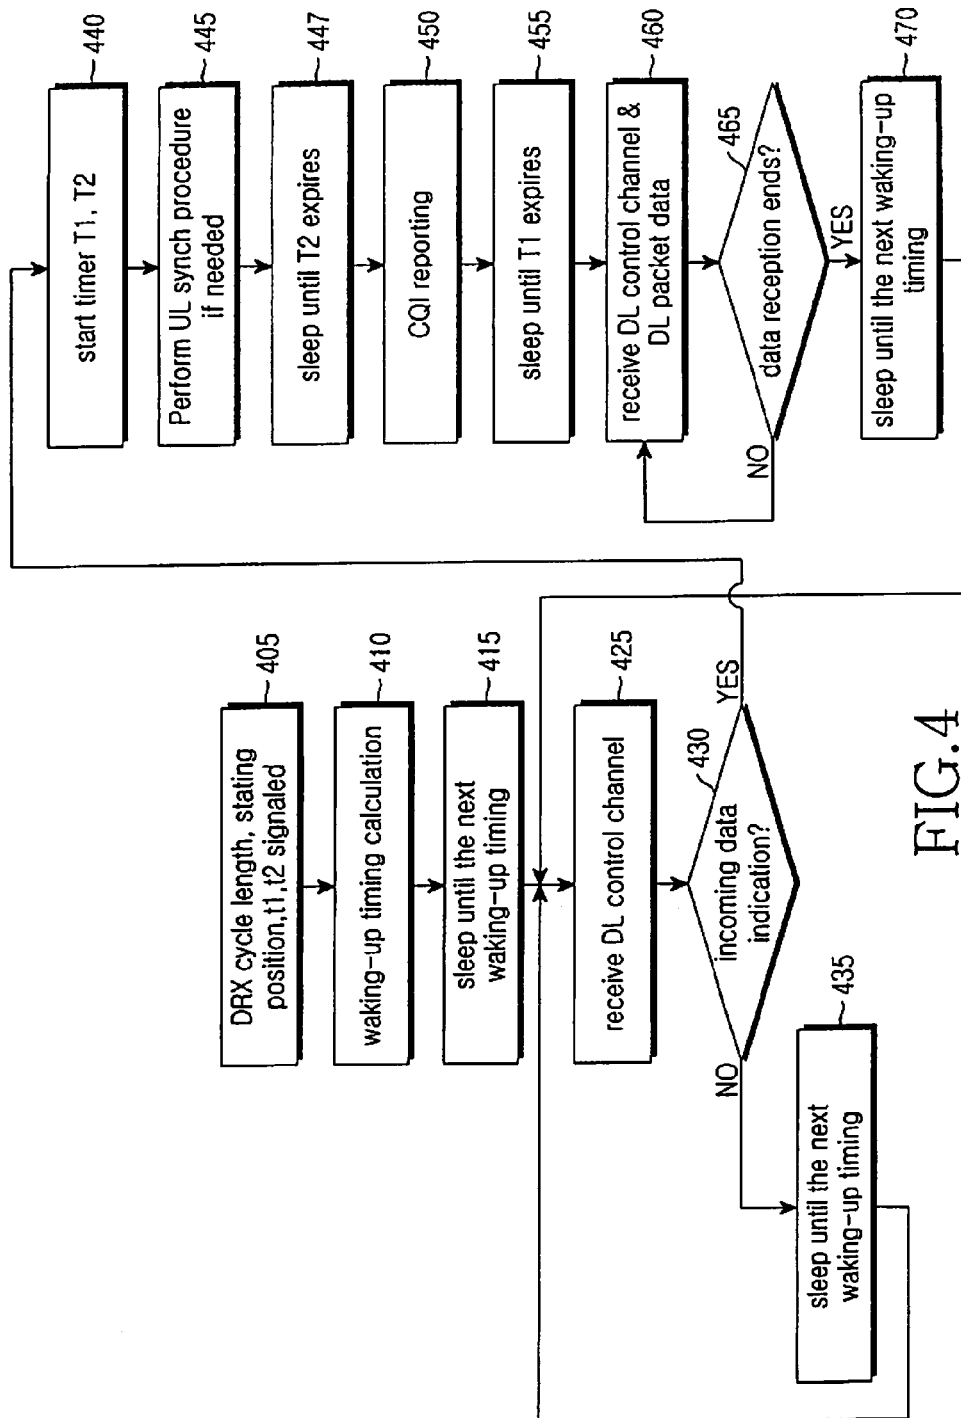 DRX cycle length, stating
position,t1,t2 signaled
405
waking-up timing calculation
410
sleep until the next
waking-up timing
415
receive DL control channel
425
incoming data
indication?
430
NO
YES
sleep until the next
waking-up timing
435
start timer T1, T2
440
Perform UL synch procedure
if needed
445
sleep until T2 expires
447
CQI reporting
450
sleep until T1 expires
455
receive DL control channel &
DL packet data
460
data reception ends?
465
NO
YES
sleep until the next waking-up
timing
470
FIG.4